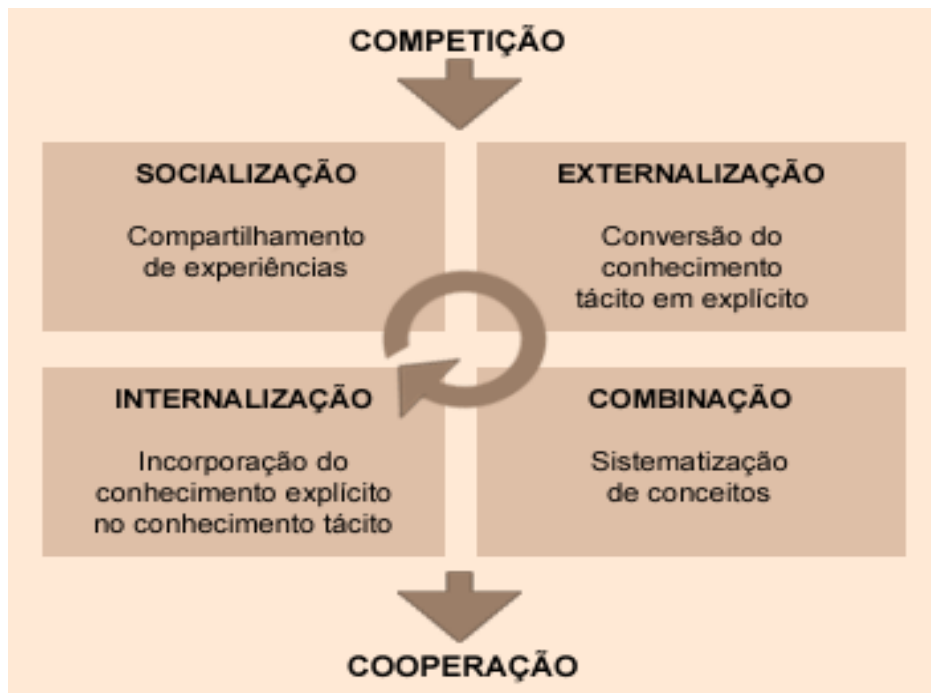 COMPETIÇÃO
SOCIALIZAÇÃO
Compartilhamento
de experiências
EXTERNALIZAÇÃO
Conversão do
conhecimento
tácito em explícito
INTERNALIZAÇÃO
Incorporação do
conhecimento explícito
no conhecimento tácito
COMBINAÇÃO
Sistematização
de conceitos
COOPERAÇÃO